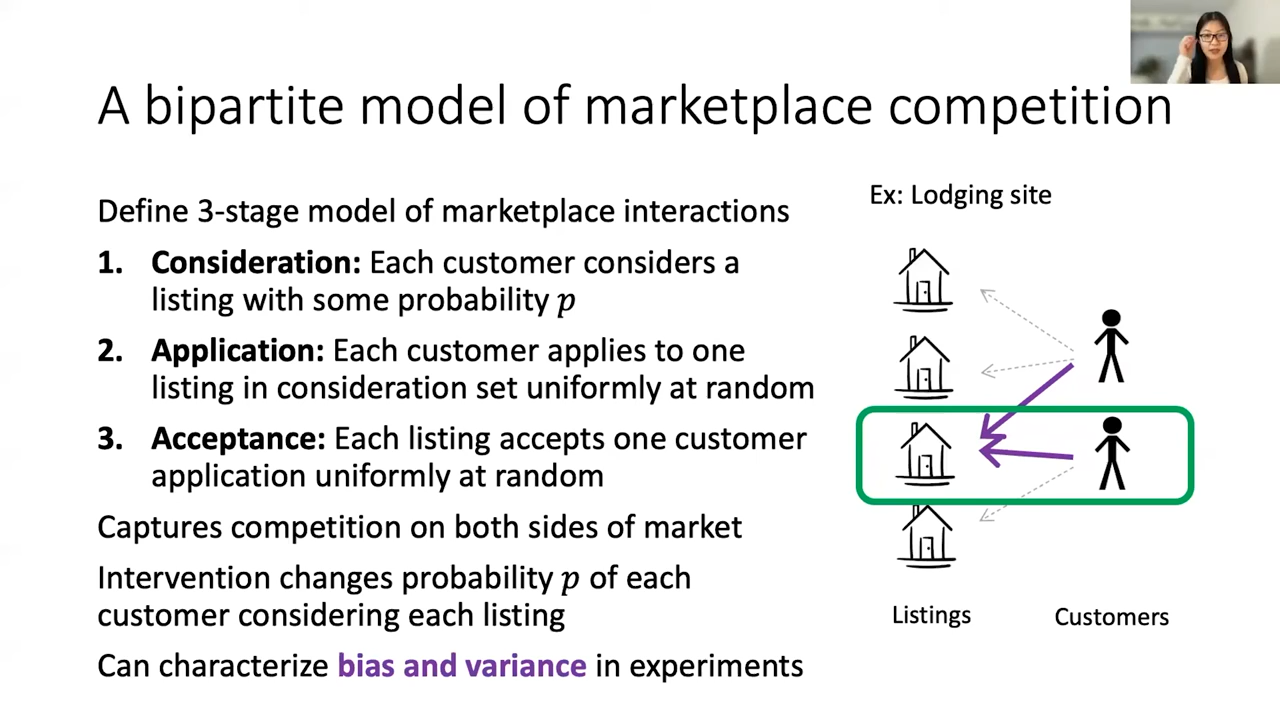 A bipartite model of marketplace competition
Define 3-stage model of marketplace interactions
1. Consideration: Each customer considers a
listing with some probability p
2. Application: Each customer applies to one
listing in consideration set uniformly at random
3. Acceptance: Each listing accepts one customer
application uniformly at random
Captures competition on both sides of market
Intervention changes probability p of each
customer considering each listing
Can characterize bias and variance in experiments
Ex: Lodging site
Listings
Customers